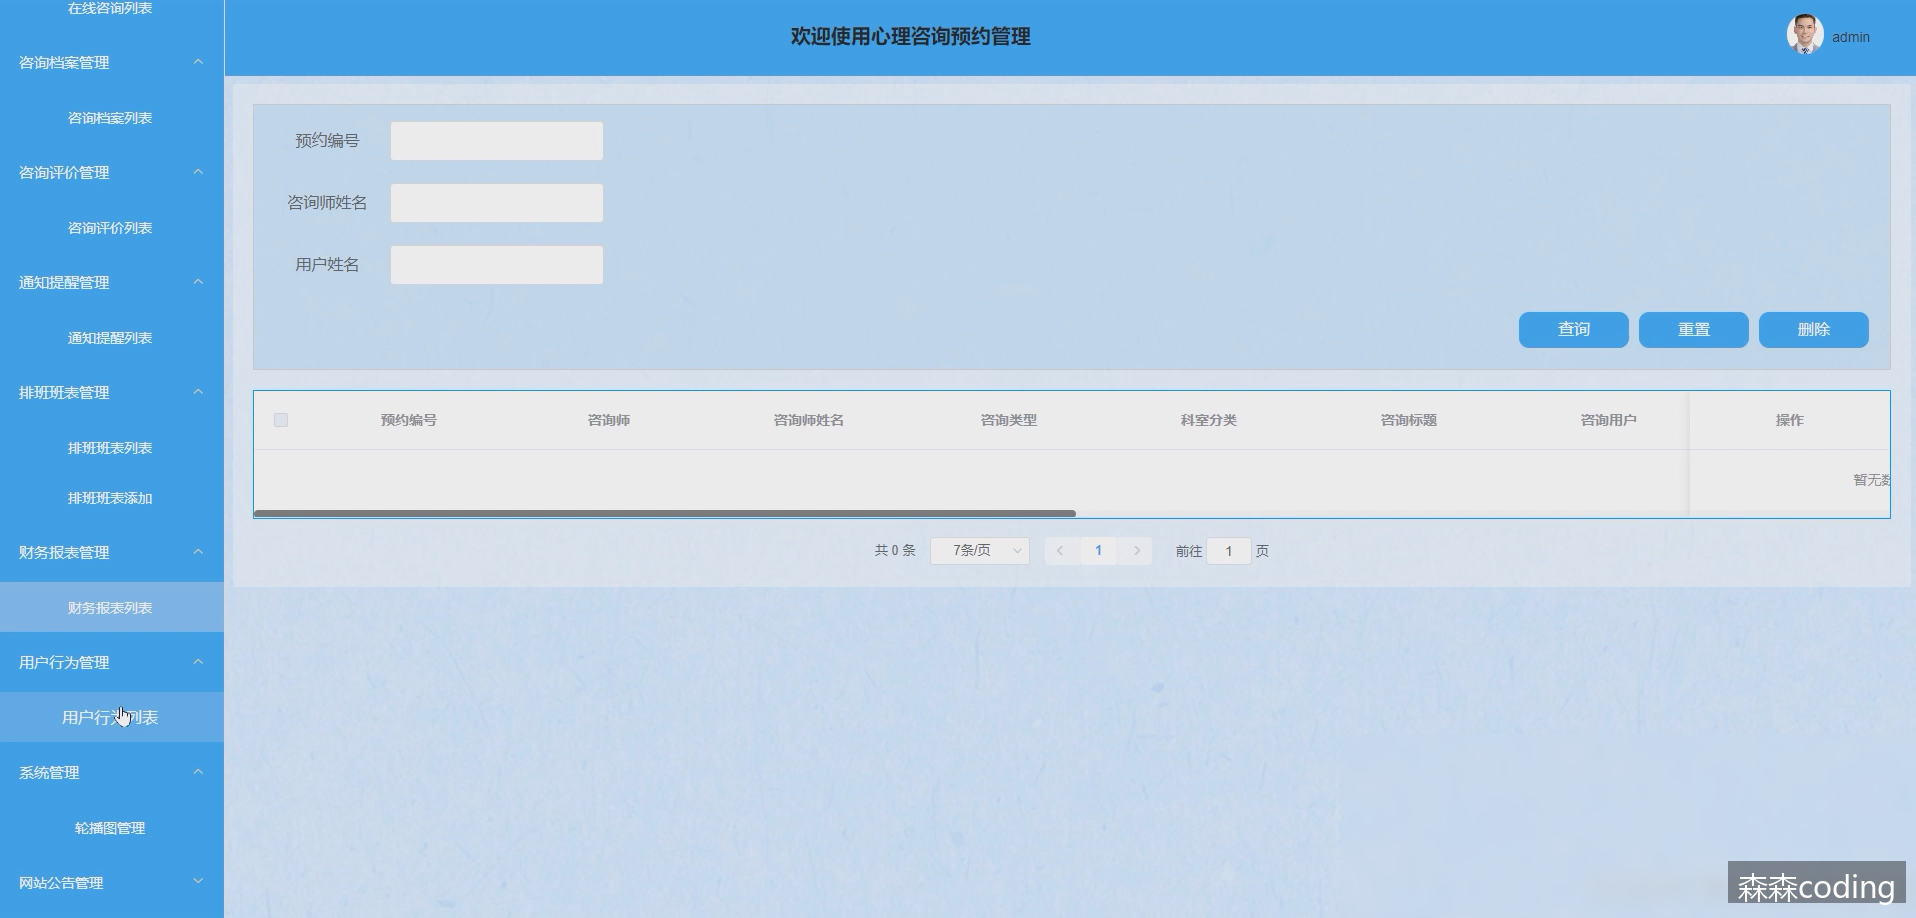 在线咨询列表
咨询档案管理
咨询档案列表
咨询评价管理
咨询评价列表
通知提醒管理
通知提醒列表
排班班表管理
排班班表列表
排班班表添加
财务报表管理
财务报表列表
用户行为管理
用户行为列表
系统管理
轮播图管理
网站公告管理
欢迎使用心理咨询预约管理
admin
预约编号
咨询师姓名
用户姓名
查询 重置 删除
预约编号 咨询师 咨询师姓名 咨询类型 科室分类 咨询标题 咨询用户 操作
暂无数
共 0 条 7条/页 1 前往 1 页
森森coding